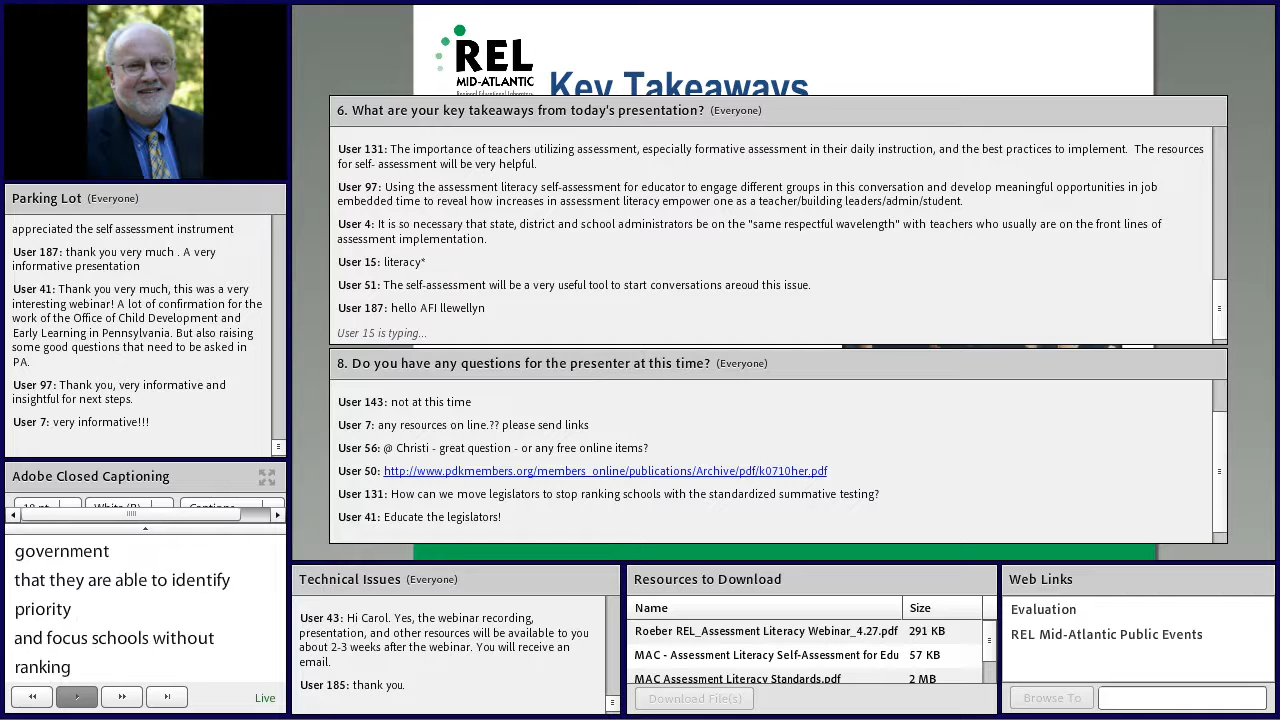 REL
MID-ATLANTIC
Key Takeaways
6. What are your key takeaways from today's presentation? (Everyone)
User 131: The importance of teachers utilizing assessment, especially formative assessment in their daily instruction, and the best practices to implement.  The resources
for self- assessment will be very helpful.
User 97: Using the assessment literacy self-assessment for educator to engage different groups in this conversation and develop meaningful opportunities in job
embedded time to reveal how increases in assessment literacy empower one as a teacher/building leaders/admin/student.
User 4: It is so necessary that state, district and school administrators be on the "same respectful wavelength" with teachers who usually are on the front lines of
assessment implementation.
User 15: literacy*
User 51: The self-assessment will be a very useful tool to start conversations areoud this issue.
User 187: hello AFI llewellyn
User 15 is typing...
8. Do you have any questions for the presenter at this time? (Everyone)
User 143: not at this time
User 7: any resources on line.?? please send links
User 56: @ Christi - great question - or any free online items?
User 50: http://www.pdkmembers.org/members_online/publications/Archive/pdf/k0710her.pdf
User 131: How can we move legislators to stop ranking schools with the standardized summative testing?
User 41: Educate the legislators!
Parking Lot (Everyone)
appreciated the self assessment instrument
User 187: thank you very much . A very
informative presentation
User 41: Thank you very much, this was a very
interesting webinar! A lot of confirmation for the
work of the Office of Child Development and
Early Learning in Pennsylvania. But also raising
some good questions that need to be asked in
PA.
User 97: Thank you, very informative and
insightful for next steps.
User 7: very informative!!!
Adobe Closed Captioning
government
that they are able to identify
priority
and focus schools without
ranking
Live
Technical Issues (Everyone)
User 43: Hi Carol. Yes, the webinar recording,
presentation, and other resources will be available to you
about 2-3 weeks after the webinar. You will receive an
email.
User 185: thank you.
Resources to Download
Name Size
Roeber REL_Assessment Literacy Webinar_4.27.pdf 291 KB
MAC - Assessment Literacy Self-Assessment for Edu 57 KB
MAC Assessment Literacy Standards.pdf 2 MB
Download File(s)
Web Links
Evaluation
REL Mid-Atlantic Public Events
Browse To